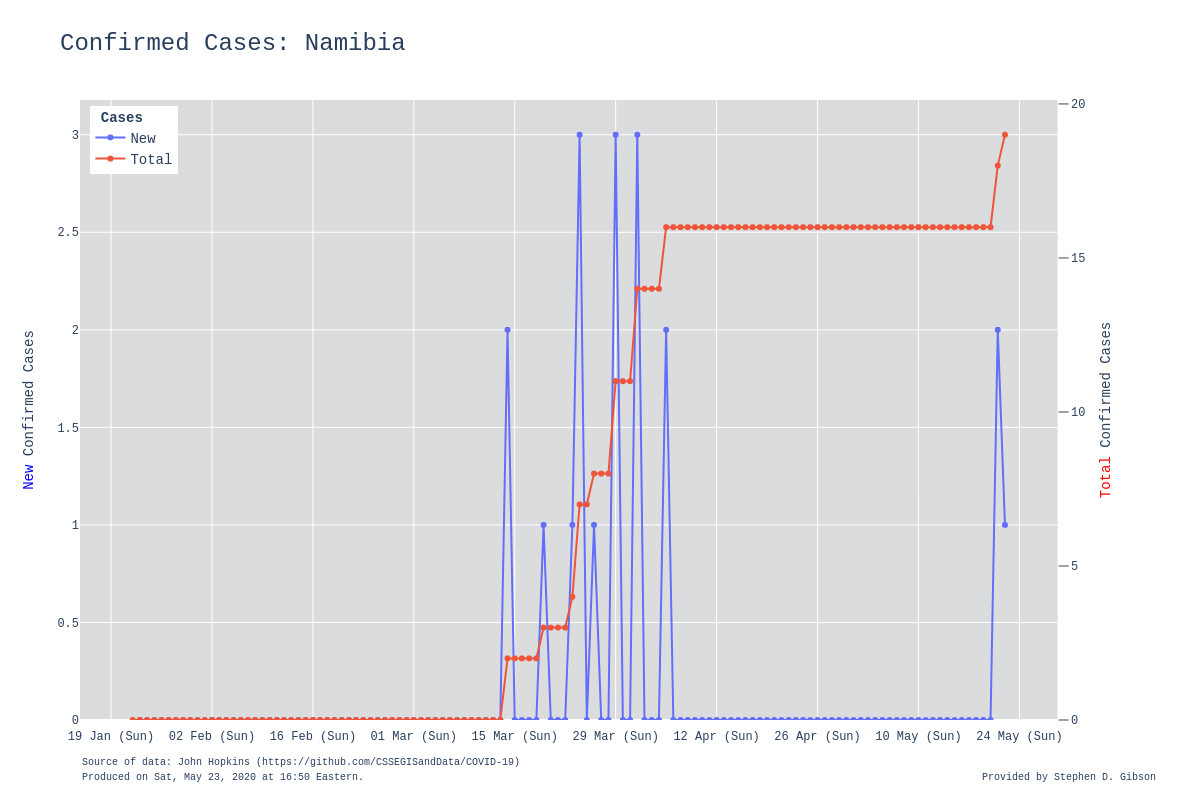 Confirmed Cases: Namibia
Cases
New
Total
3
2.5
2
1.5
1
0.5
0
20
15
10
5
0
New Confirmed Cases
Total Confirmed Cases
19 Jan (Sun) 02 Feb (Sun) 16 Feb (Sun) 01 Mar (Sun) 15 Mar (Sun) 29 Mar (Sun) 12 Apr (Sun) 26 Apr (Sun) 10 May (Sun) 24 May (Sun)
Source of data: John Hopkins (https://github.com/CSSEGISandData/COVID-19)
Produced on Sat, May 23, 2020 at 16:50 Eastern.
Provided by Stephen D. Gibson